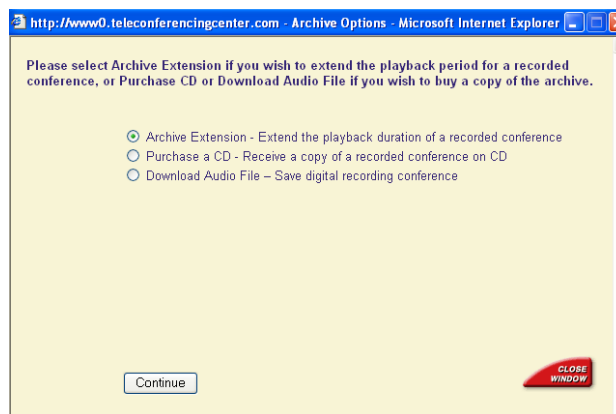 http://www0.teleconferencingcenter.com - Archive Options - Microsoft Internet Explorer
Please select Archive Extension if you wish to extend the playback period for a recorded
conference, or Purchase CD or Download Audio File if you wish to buy a copy of the archive.
Archive Extension - Extend the playback duration of a recorded conference
Purchase a CD - Receive a copy of a recorded conference on CD
Download Audio File – Save digital recording conference
Continue
CLOSE
WINDOW